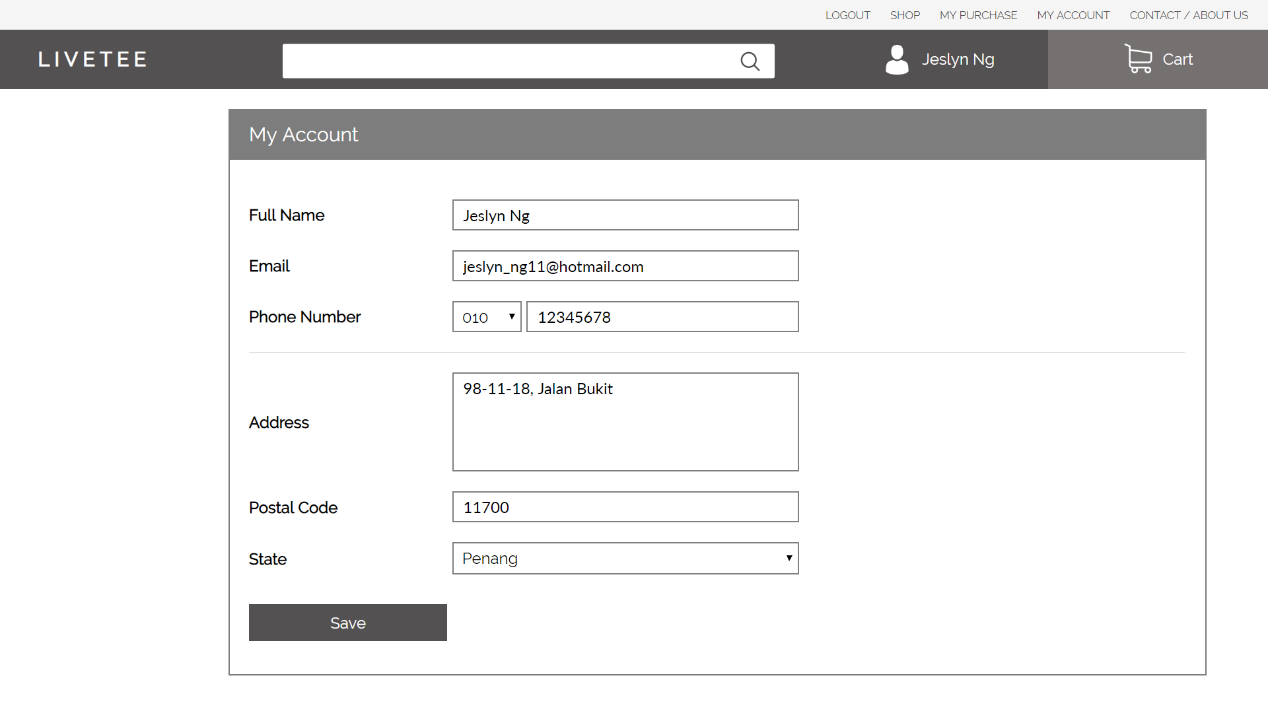 LOGOUT SHOP MY PURCHASE MY ACCOUNT CONTACT / ABOUT US
LIVETEE Jeslyn Ng Cart
My Account
Full Name Jeslyn Ng
Email jeslyn_ng11@hotmail.com
Phone Number 010 12345678
98-11-18, Jalan Bukit
Address
Postal Code 11700
State Penang
Save